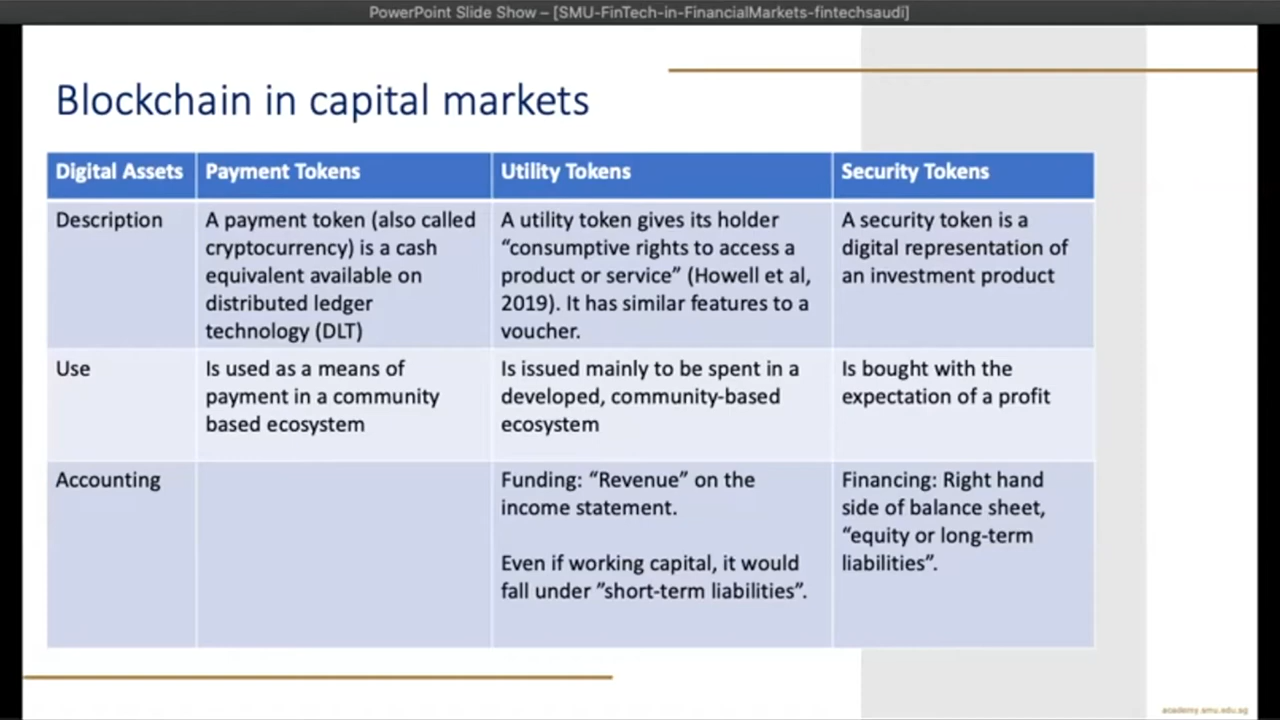 PowerPoint Slide Show – [SMU-FinTech-in-FinancialMarkets-fintechsaudi]
Blockchain in capital markets
Digital Assets
Payment Tokens
Utility Tokens
Security Tokens
Description
A payment token (also called
cryptocurrency) is a cash
equivalent available on
distributed ledger
technology (DLT)
A utility token gives its holder
“consumptive rights to access a
product or service” (Howell et al,
2019). It has similar features to a
voucher.
A security token is a
digital representation of
an investment product
Use
Is used as a means of
payment in a community
based ecosystem
Is issued mainly to be spent in a
developed, community-based
ecosystem
Is bought with the
expectation of a profit
Accounting
Funding: “Revenue” on the
income statement.
Even if working capital, it would
fall under ”short-term liabilities”.
Financing: Right hand
side of balance sheet,
“equity or long-term
liabilities”.
academy.smu.edu.sg